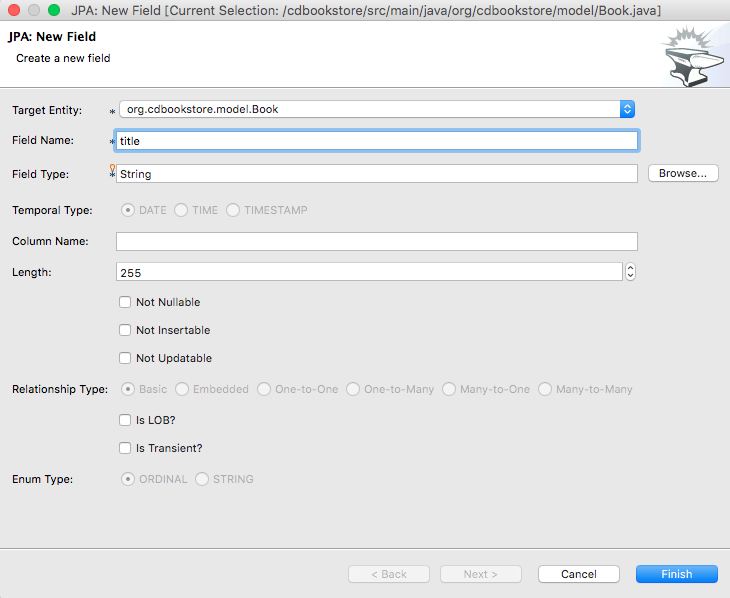 JPA: New Field [Current Selection: /cdbookstore/src/main/java/org/cdbookstore/model/Book.java]
JPA: New Field
Create a new field
Target Entity: * org.cdbookstore.model.Book
Field Name: * title
Field Type: * String Browse...
Temporal Type: DATE TIME TIMESTAMP
Column Name:
Length: 255
Not Nullable
Not Insertable
Not Updatable
Relationship Type: Basic Embedded One-to-One One-to-Many Many-to-One Many-to-Many
Is LOB?
Is Transient?
Enum Type: ORDINAL STRING
< Back Next > Cancel Finish